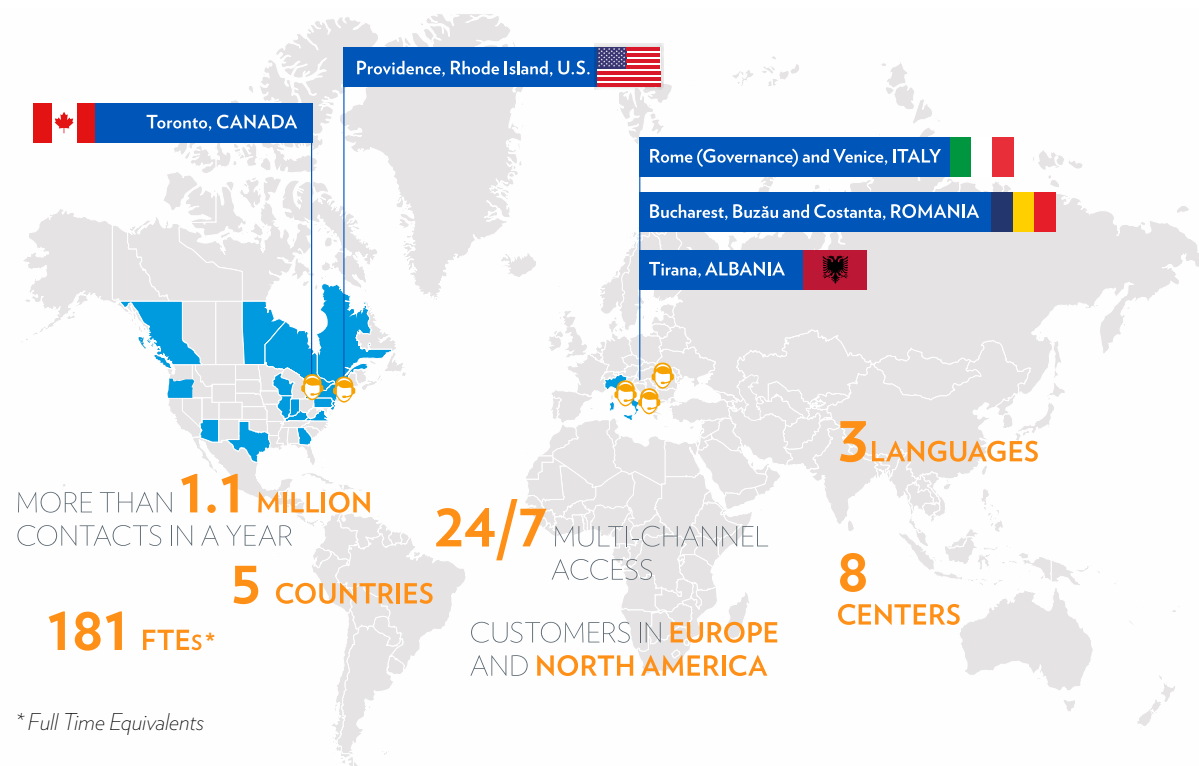 Providence, Rhode Island, U.S.
Toronto, CANADA
Rome (Governance) and Venice, ITALY
Bucharest, Buzău and Costanta, ROMANIA
Tirana, ALBANIA
3 LANGUAGES
MORE THAN 1.1 MILLION
CONTACTS IN A YEAR
24/7 MULTI-CHANNEL
ACCESS
5 COUNTRIES
8
CENTERS
181 FTEs*
CUSTOMERS IN EUROPE
AND NORTH AMERICA
* Full Time Equivalents